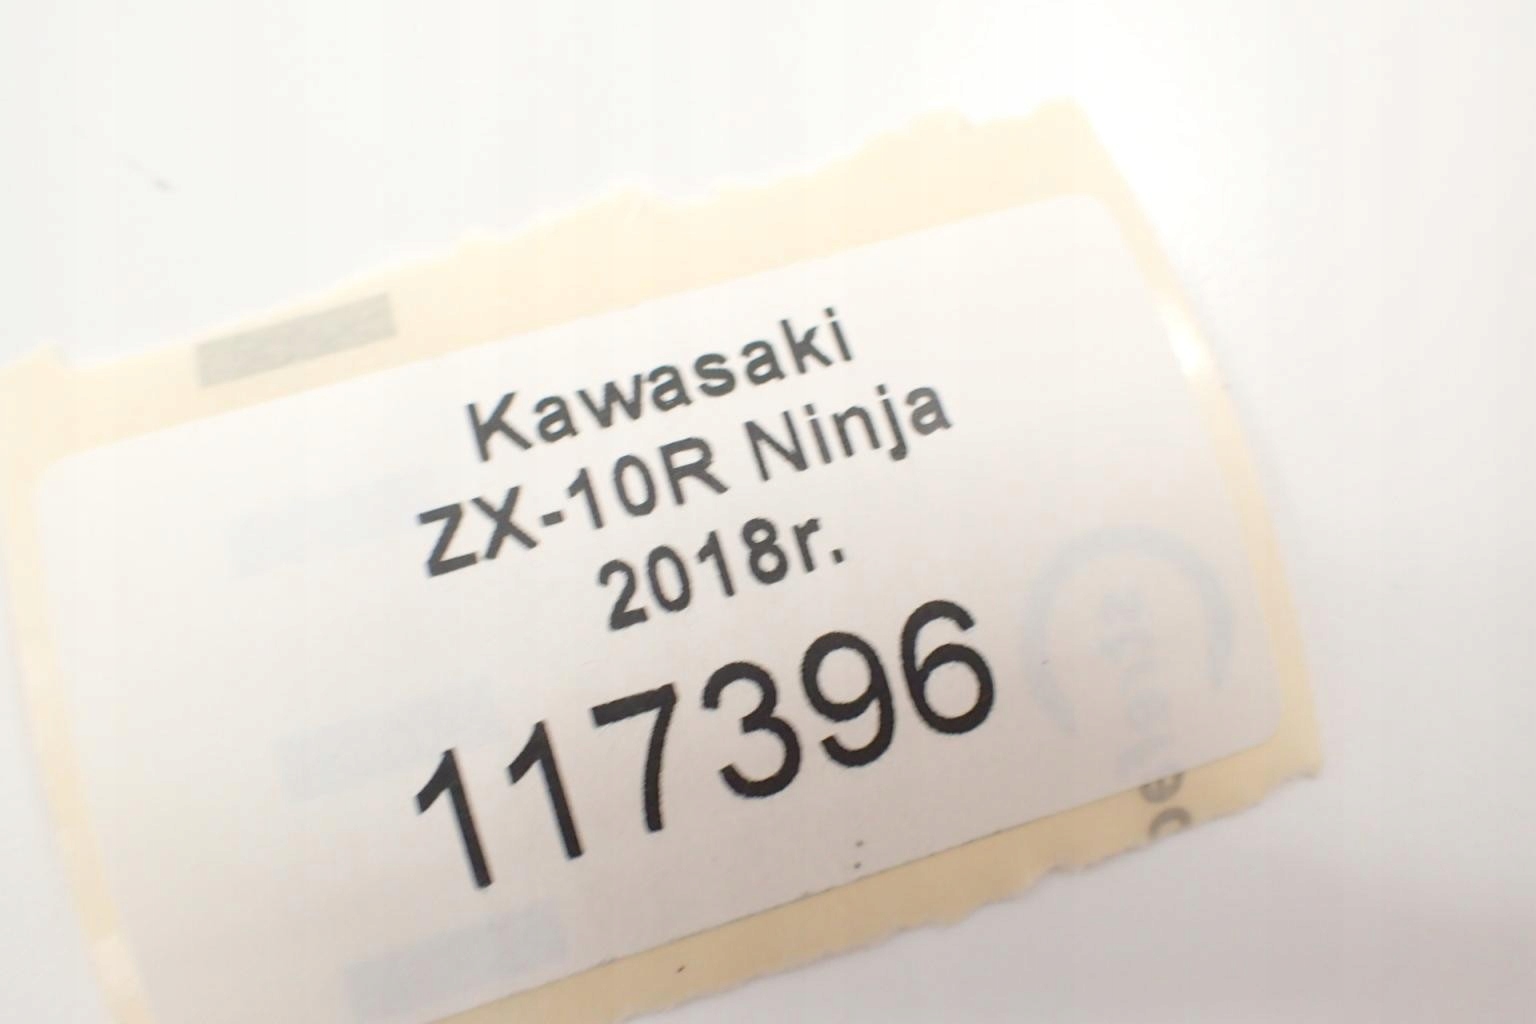 Kawasaki
ZX-10R Ninja
2018r.
117396